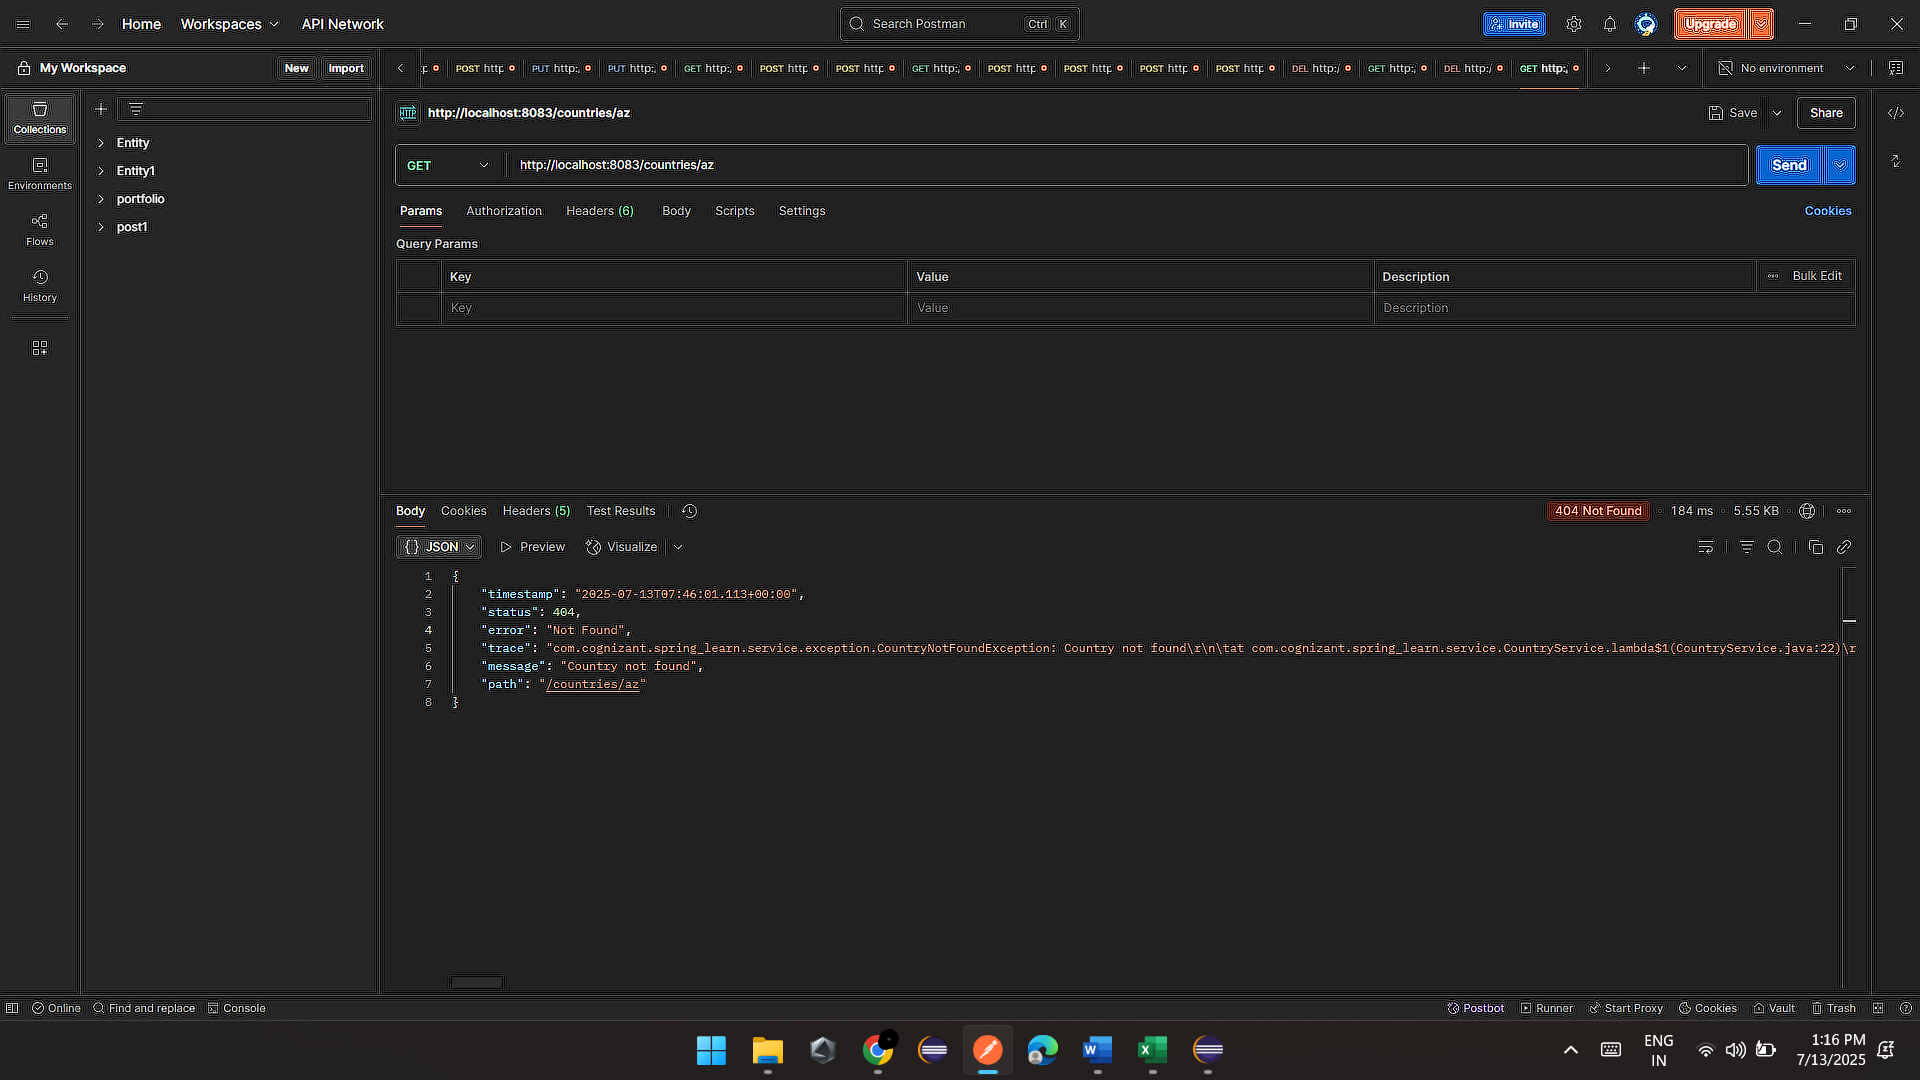 Home
Workspaces
API Network
Search Postman
Ctrl
K
Invite
Upgrade
My Workspace
New
Import
POST http
PUT http:,
PUT http:,
GET http:,
POST http
POST http
GET http:,
POST http
POST http
POST http
POST http
DEL http:/
GET http:,
DEL http:/
GET http:,
No environment
Collections
Environments
Flows
History
Entity
Entity1
portfolio
post1
HTTP
http://localhost:8083/countries/az
Save
Share
GET
http://localhost:8083/countries/az
Send
Params
Authorization
Headers (6)
Body
Scripts
Settings
Cookies
Query Params
Key
Value
Description
Bulk Edit
Key
Value
Description
Body
Cookies
Headers (5)
Test Results
404 Not Found
184 ms
5.55 KB
{} JSON
Preview
Visualize
1 {
2 "timestamp": "2025-07-13T07:46:01.113+00:00",
3 "status": 404,
4 "error": "Not Found",
5 "trace": "com.cognizant.spring_learn.service.exception.CountryNotFoundException: Country not found\r\n\tat com.cognizant.spring_learn.service.CountryService.lambda$1(CountryService.java:22)\r
6 "message": "Country not found",
7 "path": "/countries/az"
8 }
Online
Find and replace
Console
Postbot
Runner
Start Proxy
Cookies
Vault
Trash
ENG
IN
1:16 PM
7/13/2025